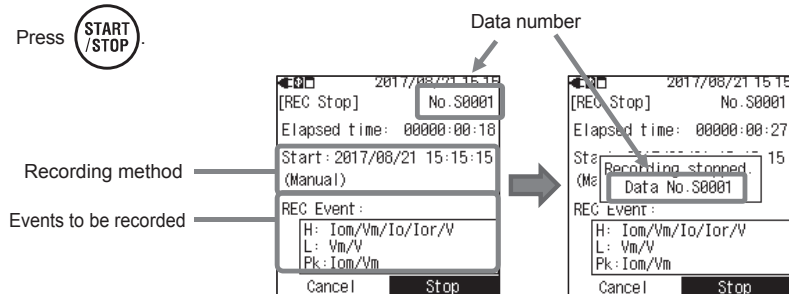 Data number
Press START /STOP .
2017/08/21 15:15
[REC Stop] No.S0001
Elapsed time: 00000:00:18
Recording method
Start:2017/08/21 15:15:15
(Manual)
Events to be recorded
REC Event:
H: Iom/Vm/Io/Ior/V
L: Vm/V
Pk:Iom/Vm
Cancel Stop
2017/08/21 15:15
[REC Stop] No.S0001
Elapsed time: 00000:00:27
Sta 15
Recording stopped.
(Ma
Data No.S0001
REC Event:
H: Iom/Vm/Io/Ior/V
L: Vm/V
Pk:Iom/Vm
Cancel Stop